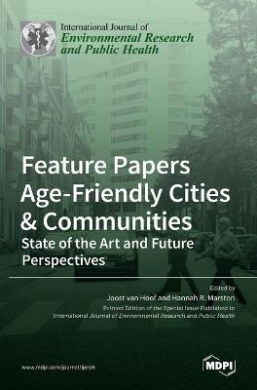 International Journal of
Environmental Research
and Public Health
Feature Papers
Age-Friendly Cities
& Communities
State of the Art and Future
Perspectives
Edited by
Joost van Hoof and Hannah R. Marston
Printed Edition of the Special Issue Published in
International Journal of Environmental Research and Public Health
www.mdpi.com/journal/ijerph
MDPI